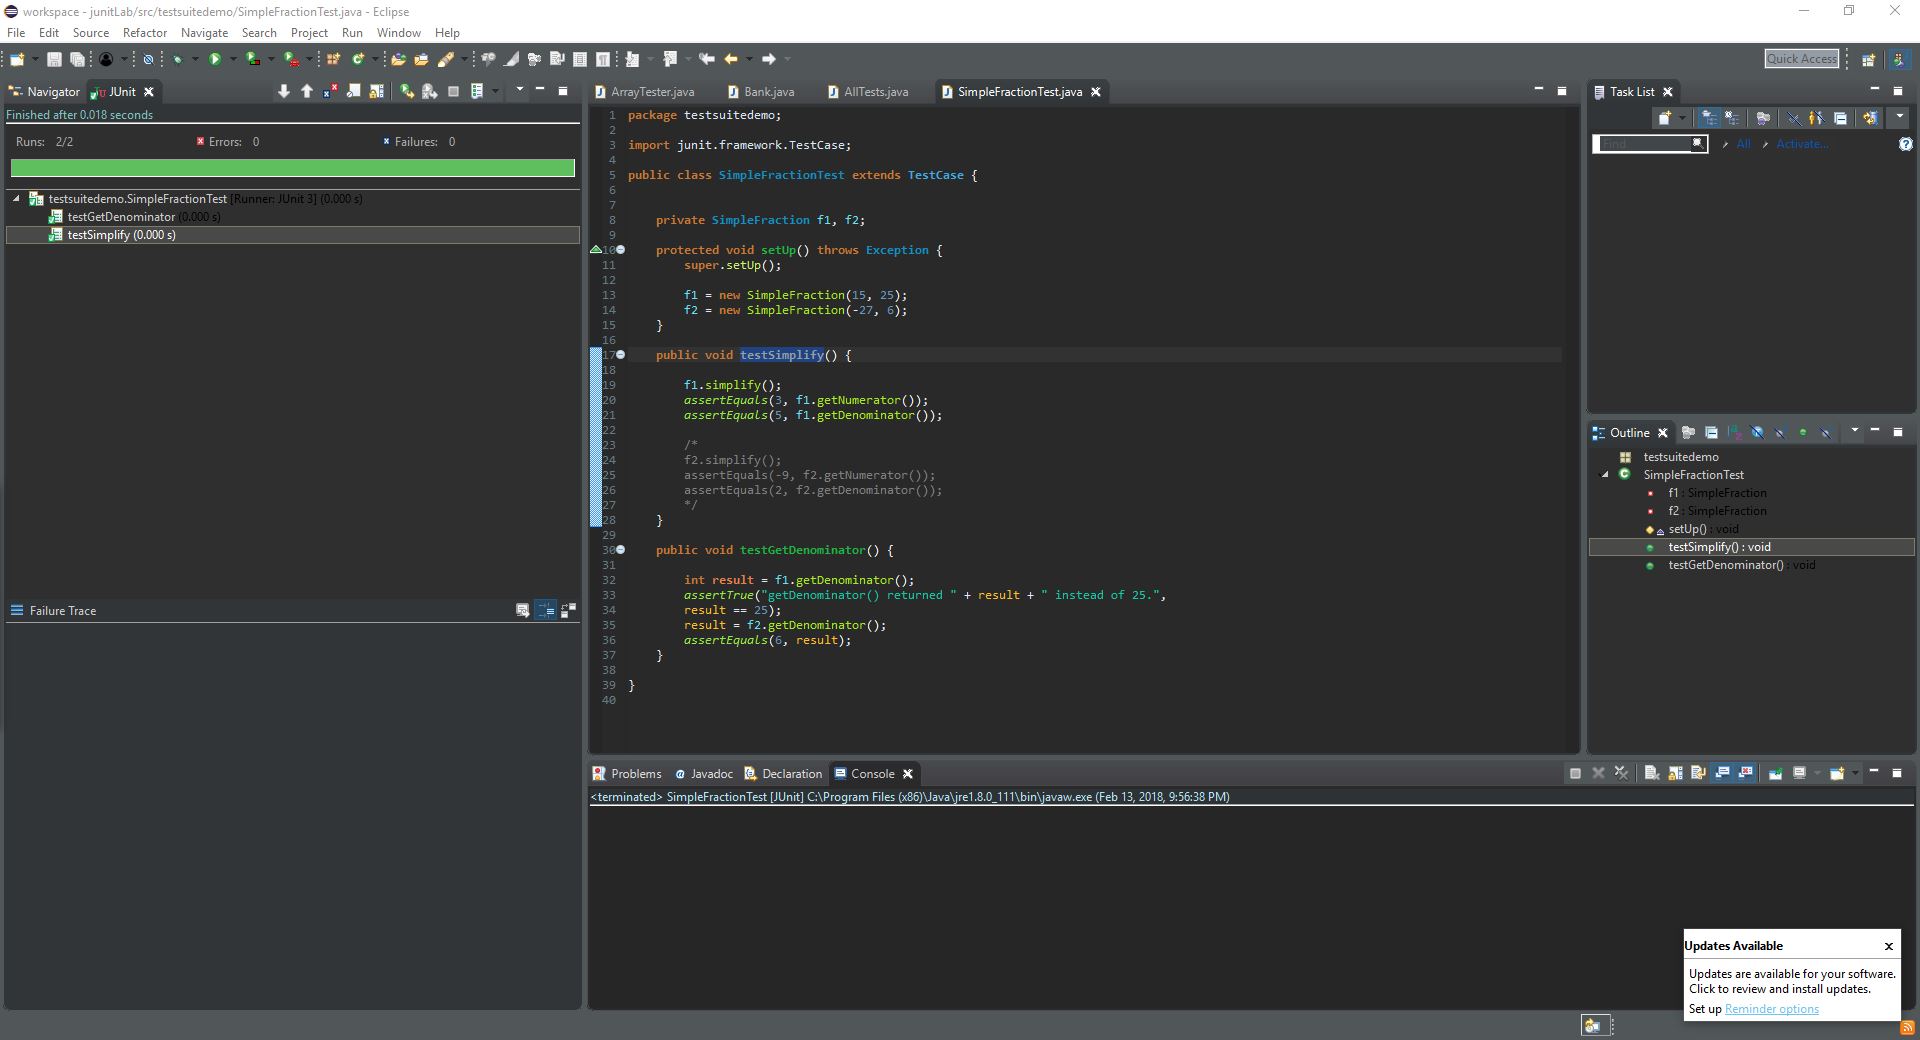 workspace - junitLab/src/testsuitedemo/SimpleFractionTest.java - Eclipse
File Edit Source Refactor Navigate Search Project Run Window Help
Quick Access
Navigator JUnit
Finished after 0.018 seconds
Runs: 2/2 Errors: 0 Failures: 0
testsuitedemo.SimpleFractionTest [Runner: JUnit 3] (0.000 s)
testGetDenominator (0.000 s)
testSimplify (0.000 s)
Failure Trace
ArrayTester.java Bank.java AllTests.java SimpleFractionTest.java
1 package testsuitedemo;
2
3 import junit.framework.TestCase;
4
5 public class SimpleFractionTest extends TestCase {
6
7
8 private SimpleFraction f1, f2;
9
10 protected void setUp() throws Exception {
11 super.setUp();
12
13 f1 = new SimpleFraction(15, 25);
14 f2 = new SimpleFraction(-27, 6);
15 }
16
17 public void testSimplify() {
18
19 f1.simplify();
20 assertEquals(3, f1.getNumerator());
21 assertEquals(5, f1.getDenominator());
22
23 /*
24 f2.simplify();
25 assertEquals(-9, f2.getNumerator());
26 assertEquals(2, f2.getDenominator());
27 */
28 }
29
30 public void testGetDenominator() {
31
32 int result = f1.getDenominator();
33 assertTrue("getDenominator() returned " + result + " instead of 25.",
34 result == 25);
35 result = f2.getDenominator();
36 assertEquals(6, result);
37 }
38
39 }
40
Task List
Find All Activate...
Outline
testsuitedemo
SimpleFractionTest
f1 : SimpleFraction
f2 : SimpleFraction
setUp() : void
testSimplify() : void
testGetDenominator() : void
Problems Javadoc Declaration Console
<terminated> SimpleFractionTest [JUnit] C:\Program Files (x86)\Java\jre1.8.0_111\bin\javaw.exe (Feb 13, 2018, 9:56:38 PM)
Updates Available
Updates are available for your software.
Click to review and install updates.
Set up Reminder options